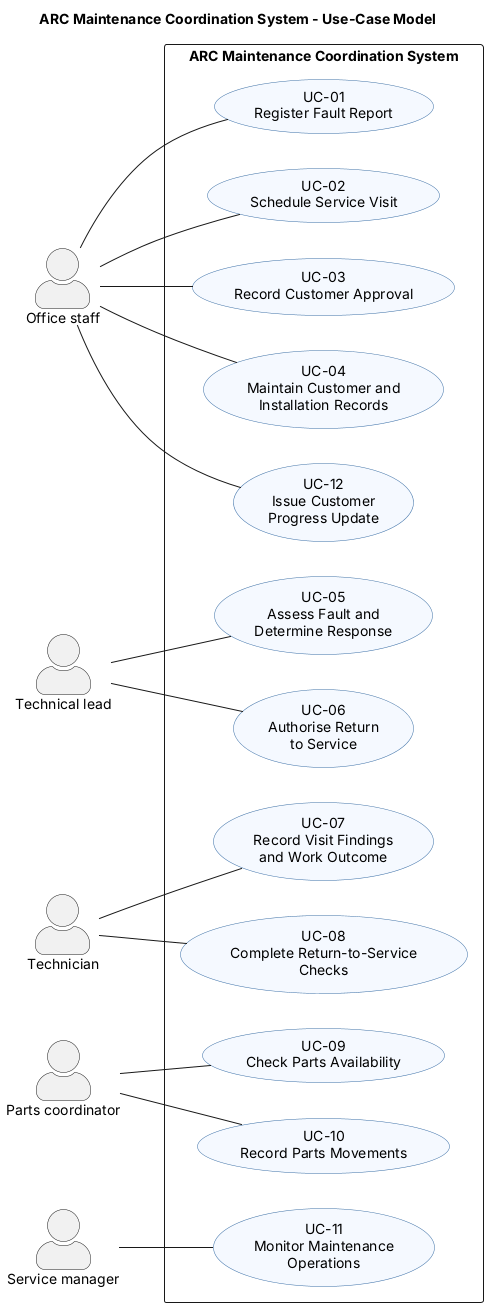 ARC Maintenance Coordination System - Use-Case Model
ARC Maintenance Coordination System
UC-01
Register Fault Report
UC-02
Schedule Service Visit
Office staff
UC-03
Record Customer Approval
UC-04
Maintain Customer and
Installation Records
UC-12
Issue Customer
Progress Update
UC-05
Assess Fault and
Determine Response
Technical lead
UC-06
Authorise Return
to Service
UC-07
Record Visit Findings
and Work Outcome
Technician
UC-08
Complete Return-to-Service
Checks
UC-09
Check Parts Availability
Parts coordinator
UC-10
Record Parts Movements
UC-11
Monitor Maintenance
Operations
Service manager